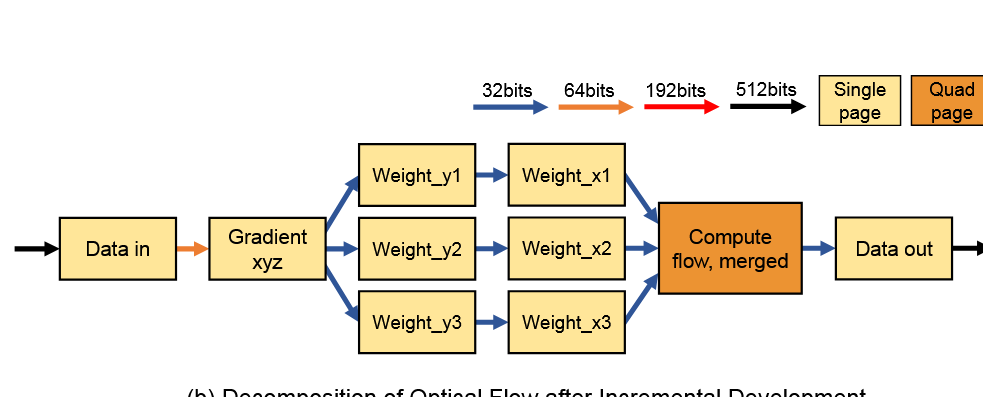 32bits 64bits 192bits 512bits
Single page
Quad page
Weight_y1 Weight_x1
Data in
Gradient xyz
Weight_y2 Weight_x2
Compute flow, merged
Data out
Weight_y3 Weight_x3
(b) Decomposition of Optical Flow after Incremental Development